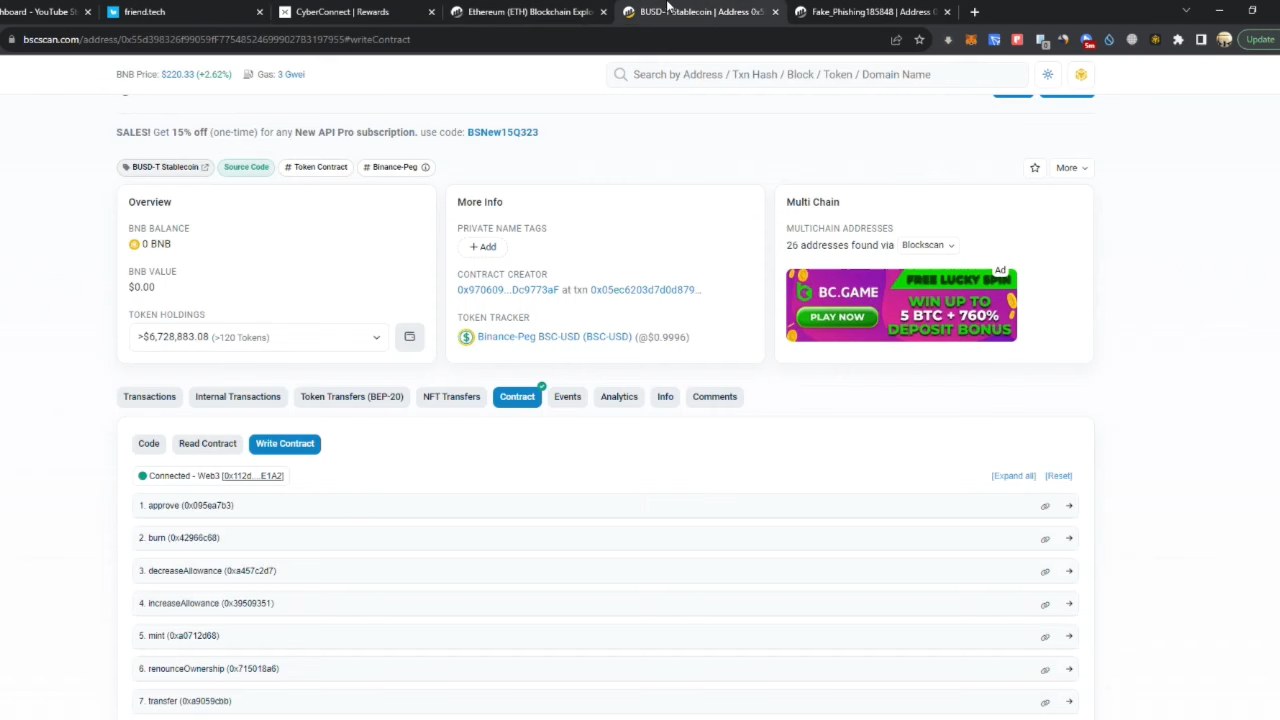 hboard - YouTube St
friend.tech
CyberConnect | Rewards
Ethereum (ETH) Blockchain Explo
BUSD-T Stablecoin | Address 0x5
Fake_Phishing185848 | Address
bscscan.com/address/0x55d398326f99059fF775485246999027B3197955#writeContract
Update
BNB Price: $220.33 (+2.62%)
Gas: 3 Gwei
Search by Address / Txn Hash / Block / Token / Domain Name
SALES! Get 15% off (one-time) for any New API Pro subscription. use code: BSNew15Q323
BUSD-T Stablecoin
Source Code
# Token Contract
# Binance-Peg
More
Overview
BNB BALANCE
0 BNB
BNB VALUE
$0.00
TOKEN HOLDINGS
>$6,728,883.08 (>120 Tokens)
More Info
PRIVATE NAME TAGS
+ Add
CONTRACT CREATOR
0x970609...Dc9773aF at txn 0x05ec6203d7d0d879...
TOKEN TRACKER
Binance-Peg BSC-USD (BSC-USD) (@$0.9996)
Multi Chain
MULTICHAIN ADDRESSES
26 addresses found via Blockscan
Ad
BC.GAME
PLAY NOW
FREE LUCKY SPIN
WIN UP TO
5 BTC + 760%
DEPOSIT BONUS
Transactions
Internal Transactions
Token Transfers (BEP-20)
NFT Transfers
Contract
Events
Analytics
Info
Comments
Code
Read Contract
Write Contract
Connected - Web3 [0x112d....E1A2]
[Expand all]
[Reset]
1. approve (0x095ea7b3)
2. burn (0x42966c68)
3. decreaseAllowance (0xa457c2d7)
4. increaseAllowance (0x39509351)
5. mint (0xa0712d68)
6. renounceOwnership (0x715018a6)
7. transfer (0xa9059cbb)